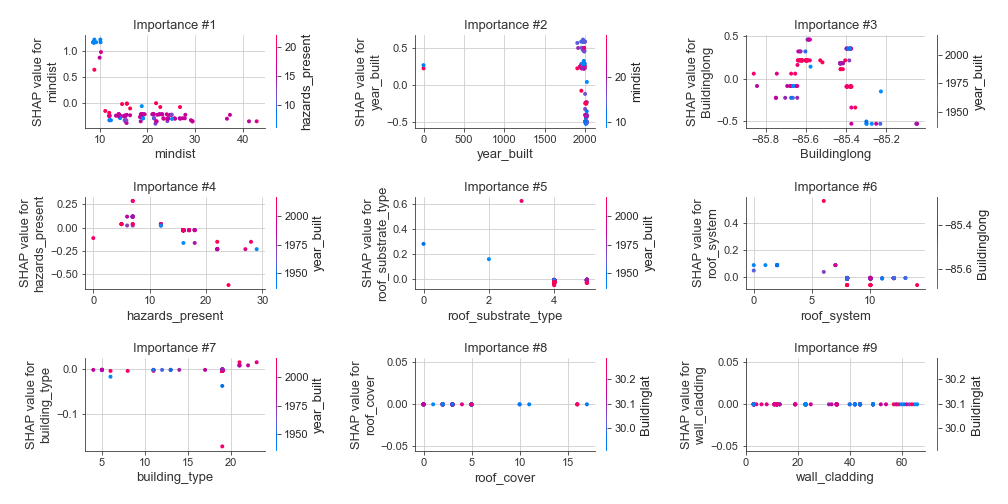 Importance #1
SHAP value for
mindist
1.0
0.5
0.0
10
20
30
40
mindist
20
15
10
hazards_present
Importance #2
SHAP value for
year_built
0.5
0.0
−0.5
0
500
1000
1500
2000
year_built
20
10
mindist
Importance #3
SHAP value for
Buildinglong
0.5
0.0
−0.5
−85.8
−85.6
−85.4
−85.2
Buildinglong
2000
1975
1950
year_built
Importance #4
SHAP value for
hazards_present
0.25
0.00
−0.25
−0.50
0
10
20
30
hazards_present
2000
1975
1950
year_built
Importance #5
SHAP value for
roof_substrate_type
0.6
0.4
0.2
0.0
0
2
4
roof_substrate_type
2000
1975
1950
year_built
Importance #6
SHAP value for
roof_system
0.4
0.2
0.0
0
5
10
roof_system
−85.4
−85.6
Buildinglong
Importance #7
SHAP value for
building_type
0.0
−0.1
5
10
15
20
building_type
2000
1975
1950
year_built
Importance #8
SHAP value for
roof_cover
0.05
0.00
−0.05
0
5
10
15
roof_cover
30.2
30.1
30.0
Buildinglat
Importance #9
SHAP value for
wall_cladding
0.05
0.00
−0.05
0
20
40
60
wall_cladding
30.2
30.1
30.0
Buildinglat